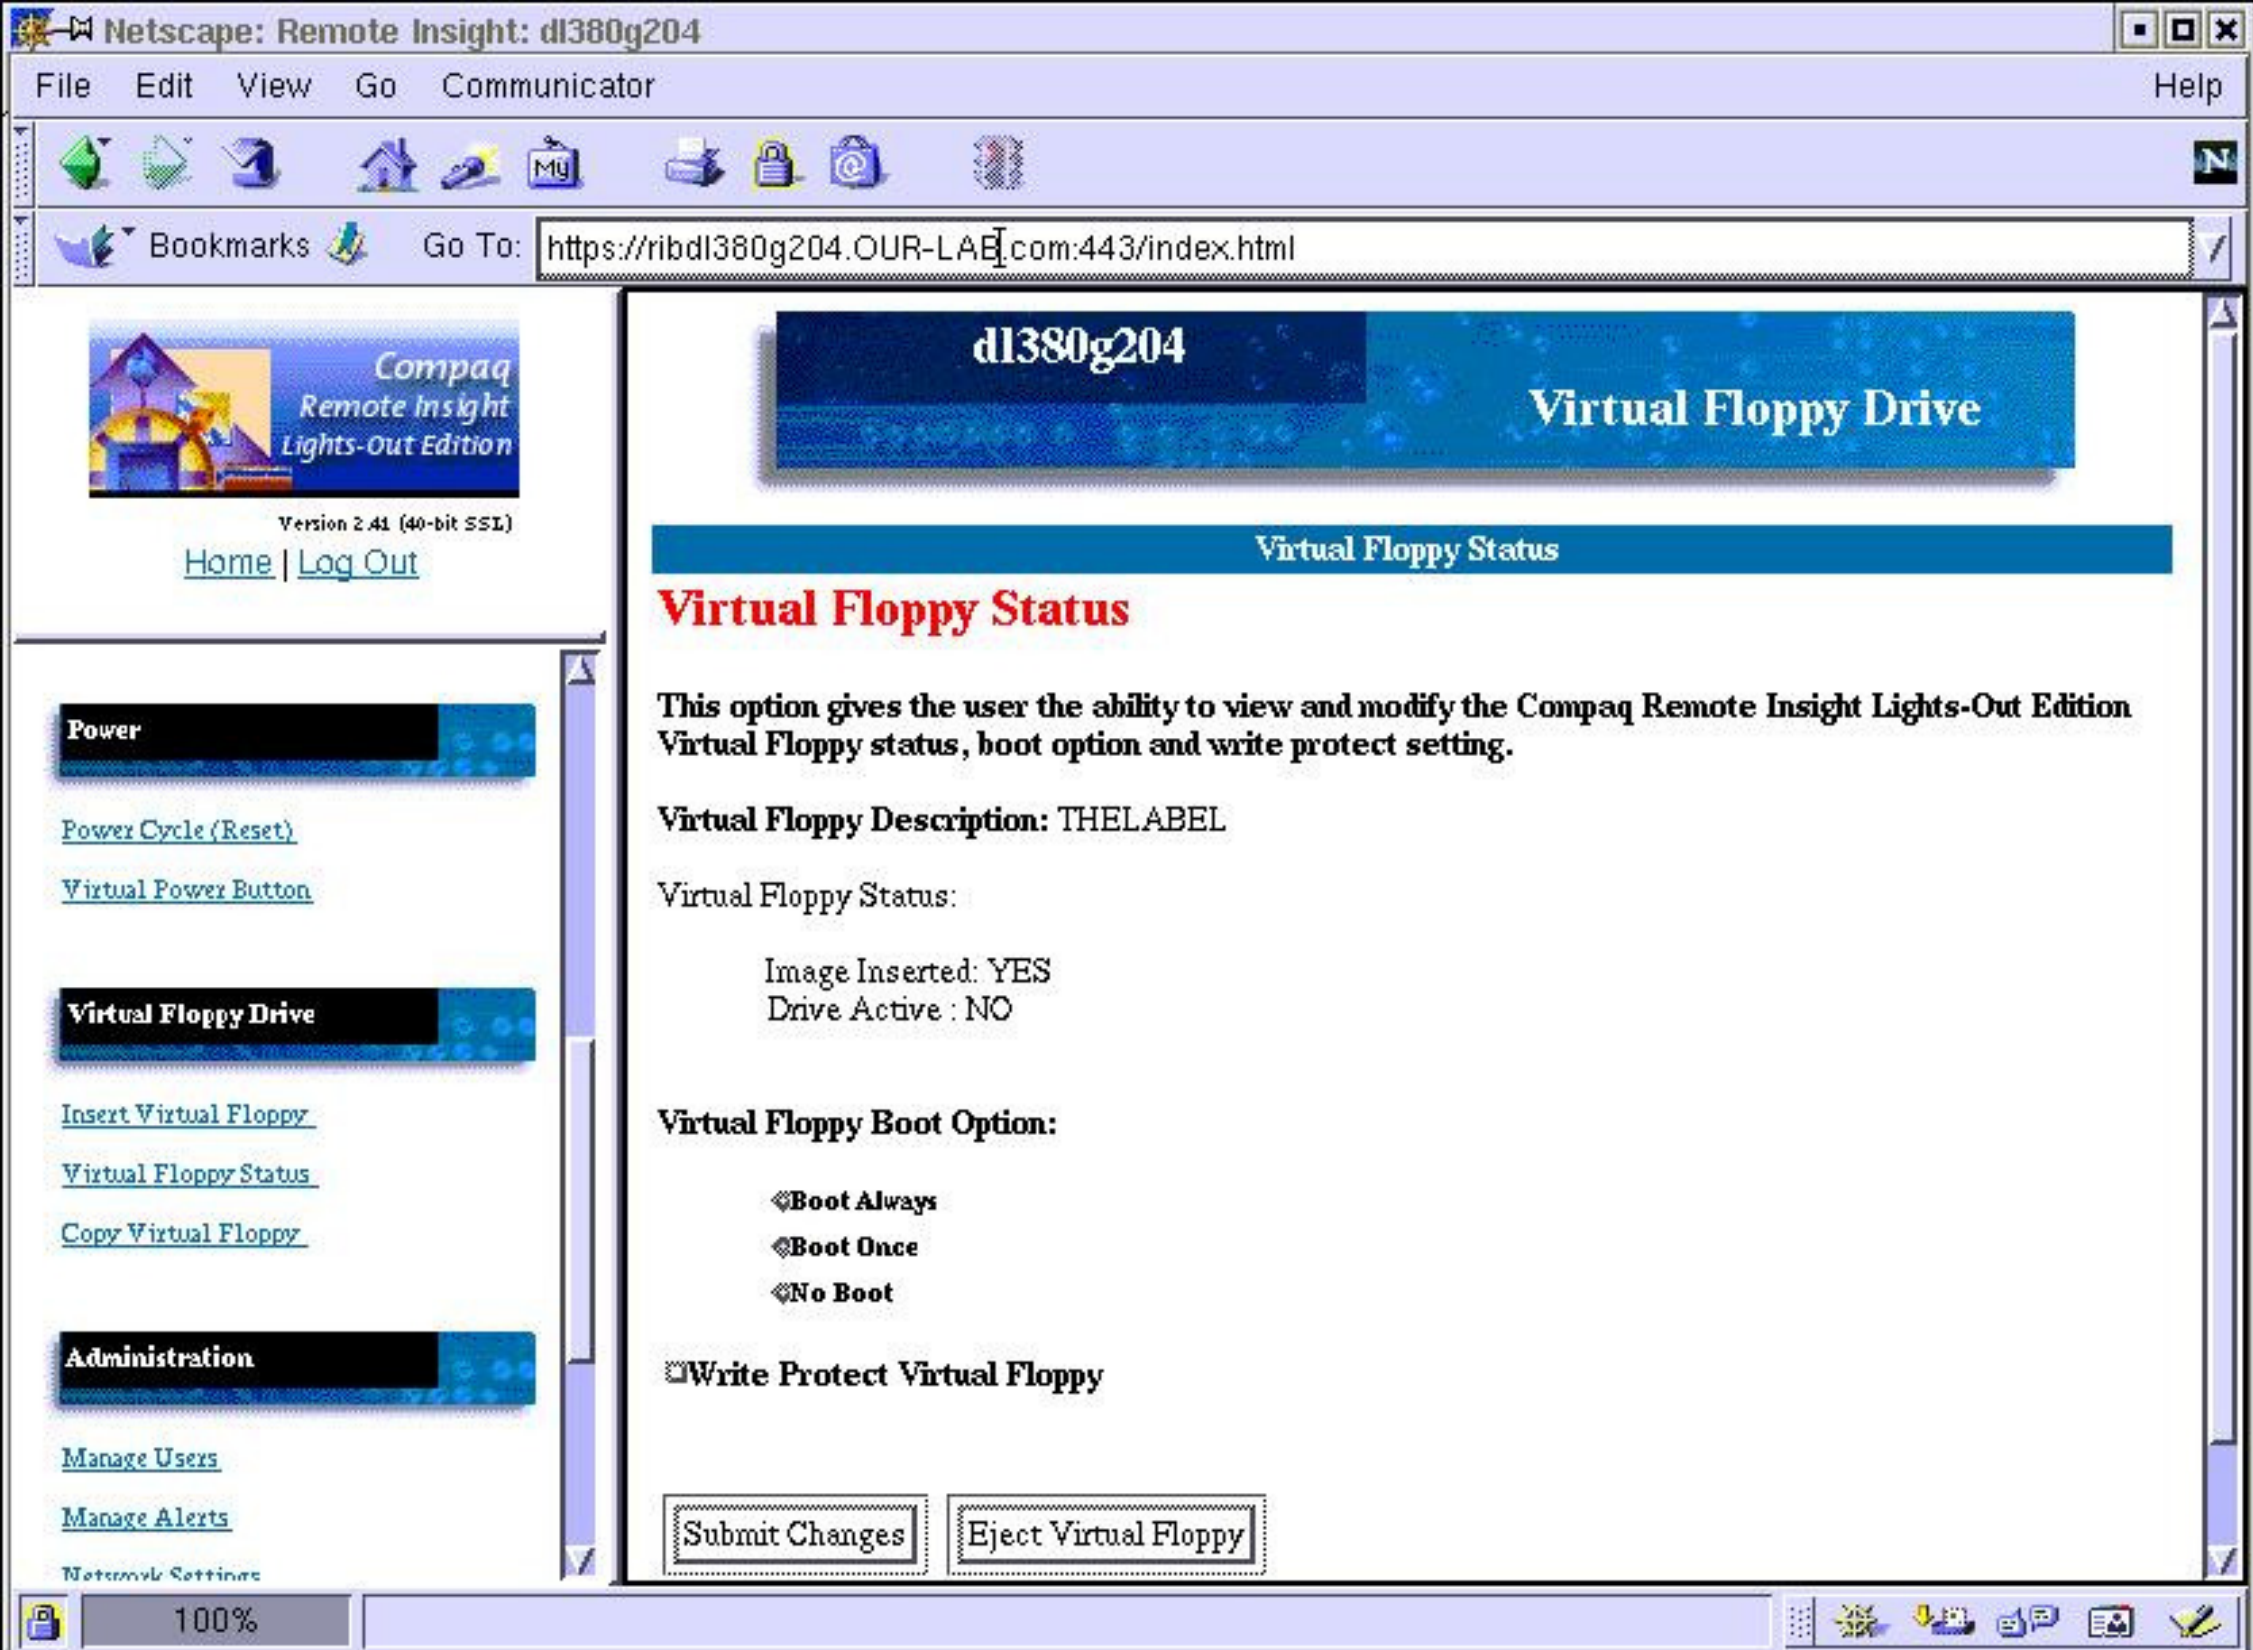 Netscape: Remote Insight: dl380g204
File Edit View Go Communicator Help
My
N
Bookmarks Go To: https://ribdl380g204.OUR-LAB.com:443/index.html
Compaq
Remote Insight
Lights-Out Edition
Version 2.41 (40-bit SSL)
Home | Log Out
Power
Power Cycle (Reset)
Virtual Power Button
Virtual Floppy Drive
Insert Virtual Floppy
Virtual Floppy Status
Copy Virtual Floppy
Administration
Manage Users
Manage Alerts
Network Settings
dl380g204
Virtual Floppy Drive
Virtual Floppy Status
Virtual Floppy Status
This option gives the user the ability to view and modify the Compaq Remote Insight Lights-Out Edition
Virtual Floppy status, boot option and write protect setting.
Virtual Floppy Description: THELABEL
Virtual Floppy Status:
Image Inserted: YES
Drive Active : NO
Virtual Floppy Boot Option:
Boot Always
Boot Once
No Boot
Write Protect Virtual Floppy
Submit Changes Eject Virtual Floppy
100%